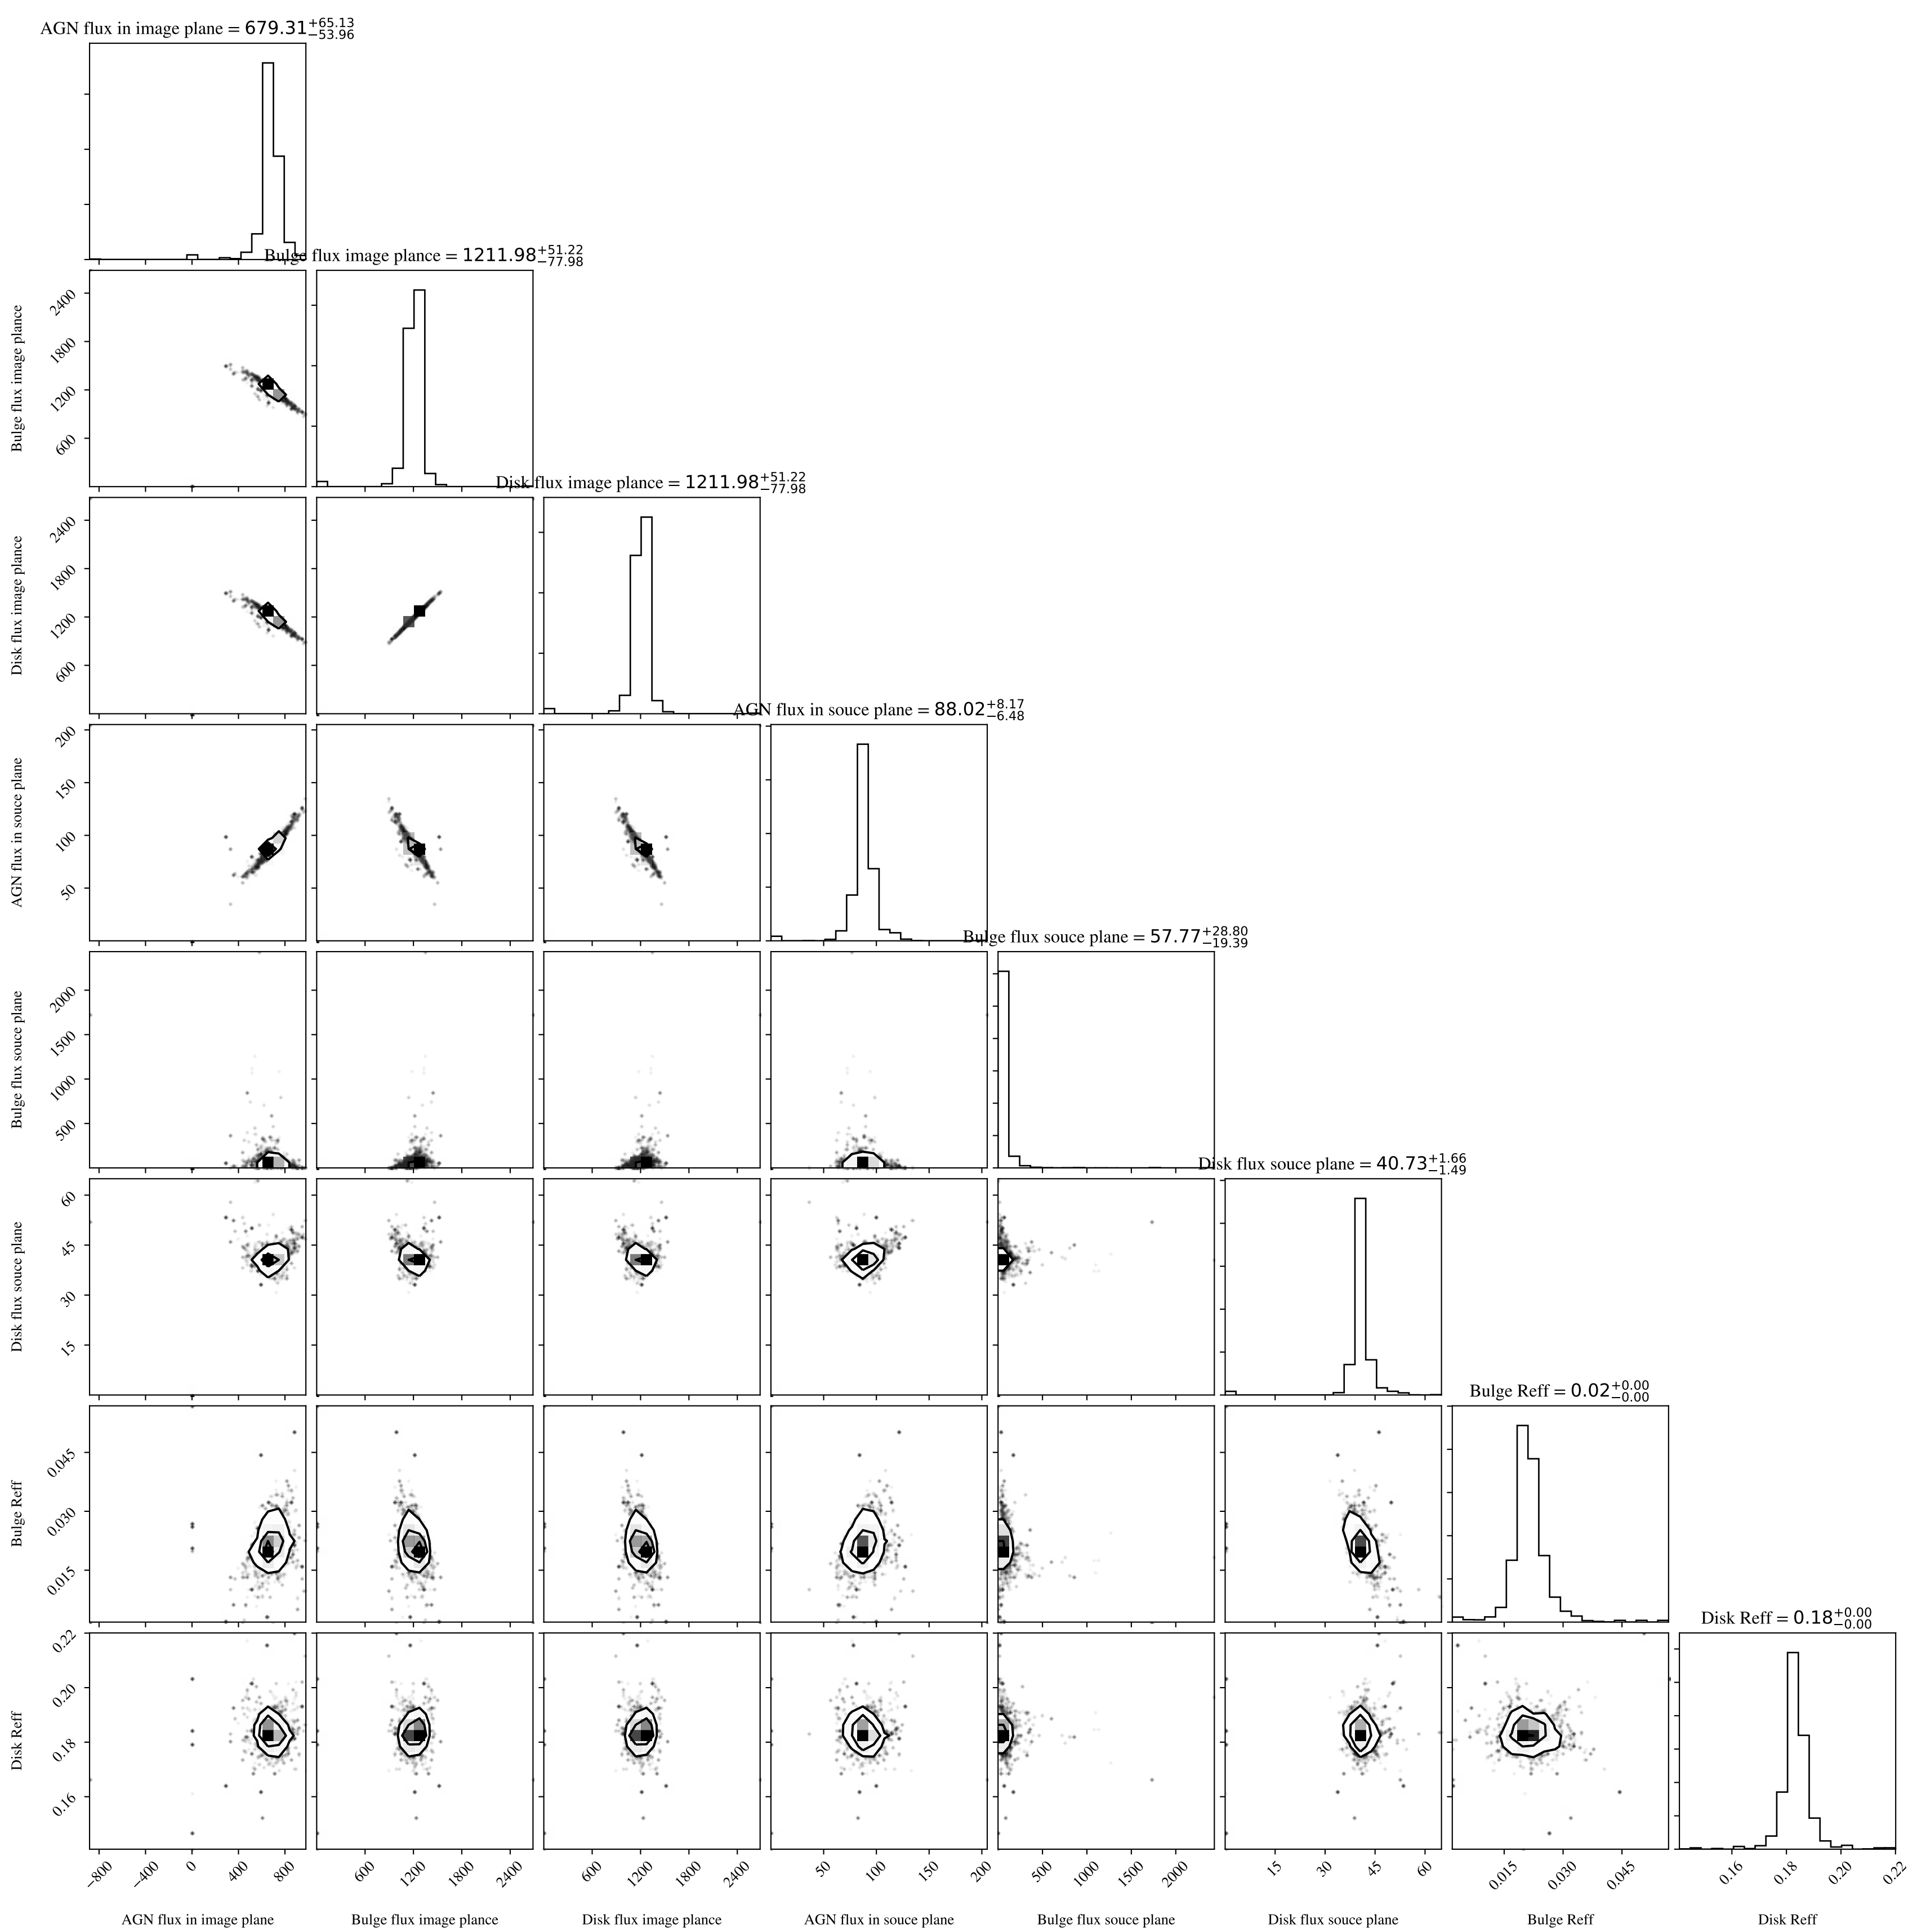 AGN flux in image plane = 679.31+65.13 −53.96
Bulge flux image plance = 1211.98+51.22 −77.98
2400
1800
1200
600
Bulge flux image plance
Disk flux image plance = 1211.98+51.22 −77.98
2400
1800
1200
600
Disk flux image plance
AGN flux in souce plane = 88.02+8.17 −6.48
200
150
100
50
AGN flux in souce plane
Bulge flux souce plane = 57.77+28.80 −19.39
2000
1500
1000
500
Bulge flux souce plane
Disk flux souce plane = 40.73+1.66 −1.49
60
45
30
15
Disk flux souce plane
Bulge Reff = 0.02+0.00 −0.00
0.045
0.030
0.015
Bulge Reff
Disk Reff = 0.18+0.00 −0.00
0.22
0.20
0.18
0.16
Disk Reff
−800 −400 0 400 800 600 1200 1800 2400 600 1200 1800 2400 50 100 150 200 500 1000 1500 2000 15 30 45 60 0.015 0.030 0.045 0.16 0.18 0.20 0.22
AGN flux in image plane Bulge flux image plance Disk flux image plance AGN flux in souce plane Bulge flux souce plane Disk flux souce plane Bulge Reff Disk Reff